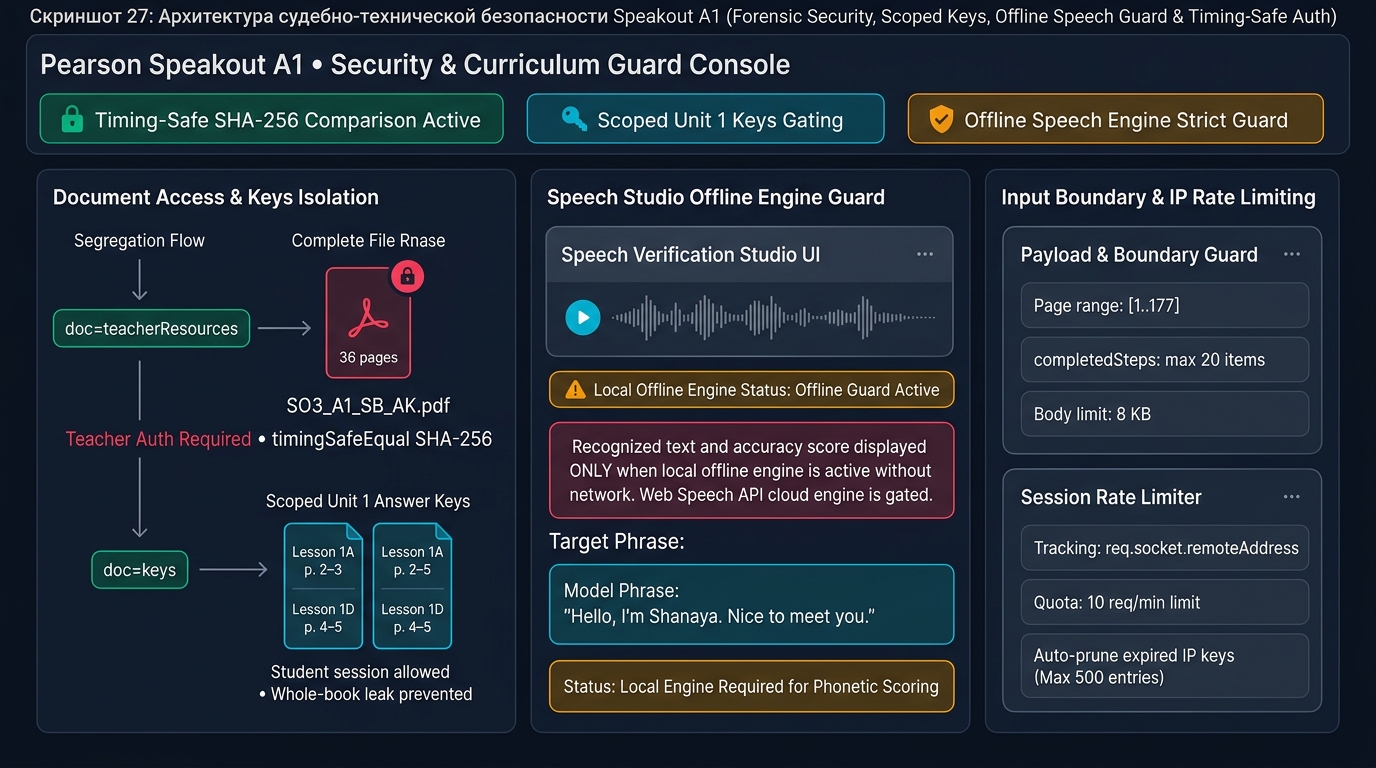 Скриншот 27: Архитектура судебно-технической безопасности Speakout A1 (Forensic Security, Scoped Keys, Offline Speech Guard & Timing-Safe Auth)
Pearson Speakout A1 • Security & Curriculum Guard Console
Timing-Safe SHA-256 Comparison Active
Scoped Unit 1 Keys Gating
Offline Speech Engine Strict Guard
Document Access & Keys Isolation
Segregation Flow
Complete File Rnase
doc=teacherResources
36 pages
SO3_A1_SB_AK.pdf
Teacher Auth Required • timingSafeEqual SHA-256
Scoped Unit 1 Answer Keys
doc=keys
Lesson 1A
p. 2–3
Lesson 1D
p. 4–5
Lesson 1A
p. 2–5
Lesson 1D
p. 4–5
Student session allowed
• Whole-book leak prevented
Speech Studio Offline Engine Guard
Speech Verification Studio UI
Local Offline Engine Status: Offline Guard Active
Recognized text and accuracy score displayed
ONLY when local offline engine is active without
network. Web Speech API cloud engine is gated.
Target Phrase:
Model Phrase:
"Hello, I'm Shanaya. Nice to meet you."
Status: Local Engine Required for Phonetic Scoring
Input Boundary & IP Rate Limiting
Payload & Boundary Guard
Page range: [1..177]
completedSteps: max 20 items
Body limit: 8 KB
Session Rate Limiter
Tracking: req.socket.remoteAddress
Quota: 10 req/min limit
Auto-prune expired IP keys
(Max 500 entries)